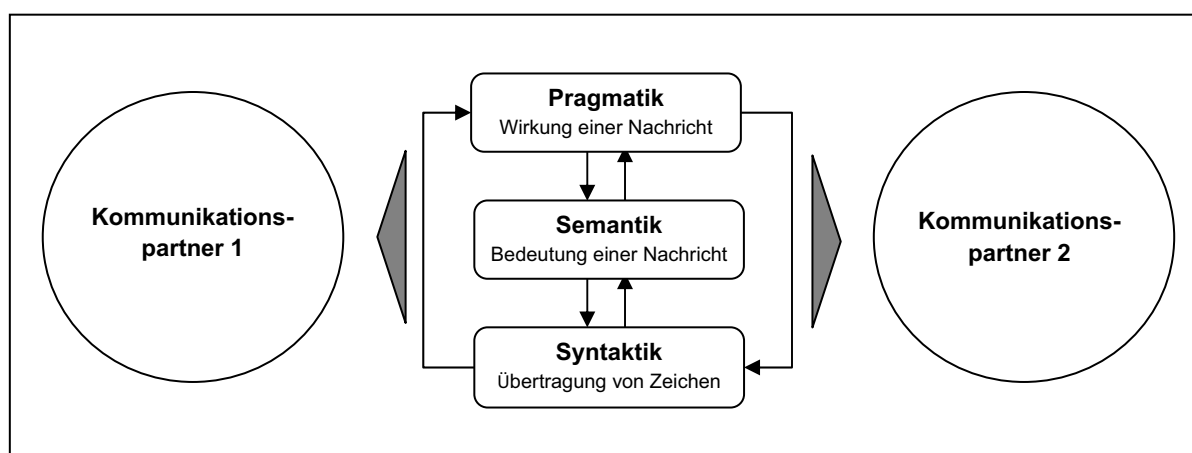 Kommunikations-
partner 1
Pragmatik
Wirkung einer Nachricht
Semantik
Bedeutung einer Nachricht
Syntaktik
Übertragung von Zeichen
Kommunikations-
partner 2